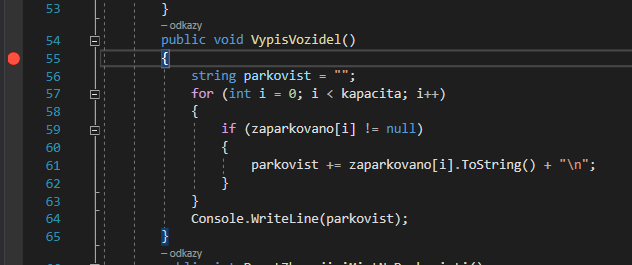 53 }
– odkazy
54 public void VypisVozidel()
55 {
56 string parkovist = "";
57 for (int i = 0; i < kapacita; i++)
58 {
59 if (zaparkovano[i] != null)
60 {
61 parkovist += zaparkovano[i].ToString() + "\n";
62 }
63 }
64 Console.WriteLine(parkovist);
65 }
– odkazy